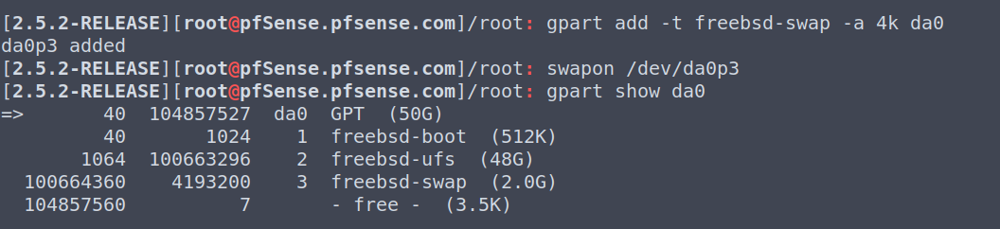 [2.5.2-RELEASE][root@pfSense.pfsense.com]/root: gpart add -t freebsd-swap -a 4k da0
da0p3 added
[2.5.2-RELEASE][root@pfSense.pfsense.com]/root: swapon /dev/da0p3
[2.5.2-RELEASE][root@pfSense.pfsense.com]/root: gpart show da0
=>       40  104857527  da0  GPT  (50G)
         40       1024    1  freebsd-boot  (512K)
       1064  100663296    2  freebsd-ufs  (48G)
  100664360    4193200    3  freebsd-swap  (2.0G)
  104857560          7       - free -  (3.5K)